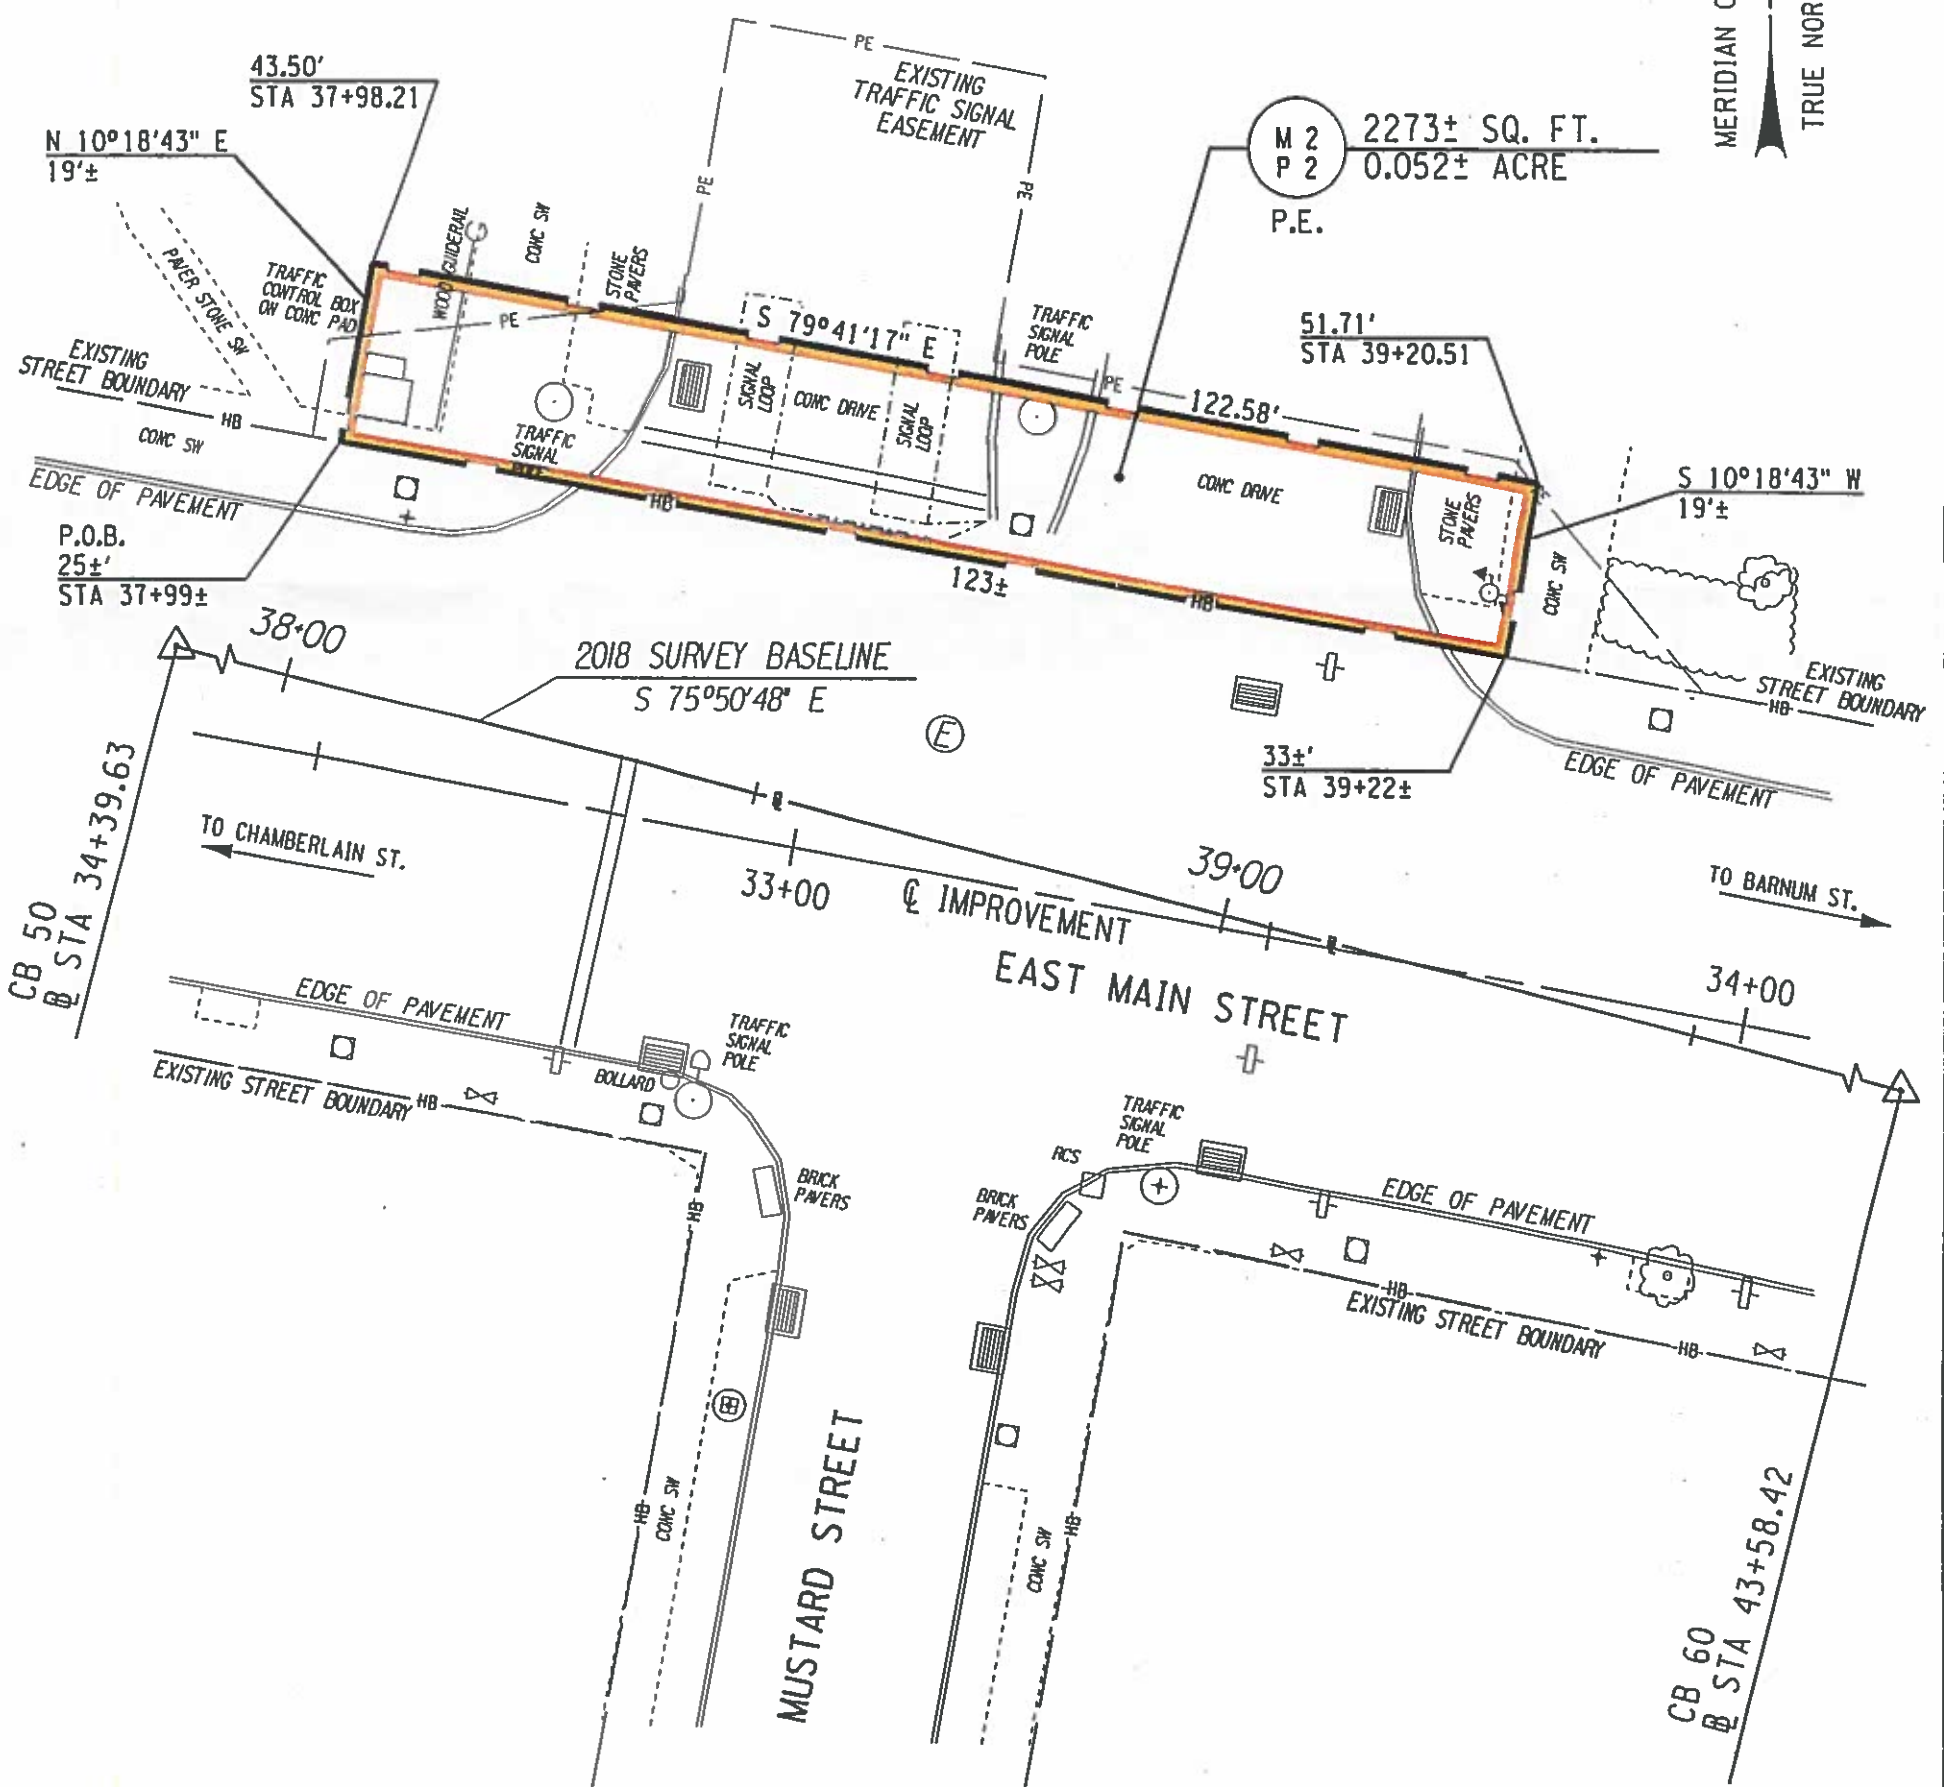 MERIDIAN
TRUE NOR
PE
EXISTING
TRAFFIC SIGNAL
EASEMENT
PE
PE
43.50'
STA 37+98.21
N 10°18'43" E
19'±
M 2
P 2
2273± SQ. FT.
0.052± ACRE
P.E.
PAVER STONE SW
TRAFFIC
CONTROL BOX
ON CONC PAD
WOOD GUIDERAIL
CONC SW
STONE
PAVERS
PE
S 79°41'17" E
TRAFFIC
SIGNAL
POLE
PE
122.58'
51.71'
STA 39+20.51
EXISTING
STREET BOUNDARY
HB
CONC SW
EDGE OF PAVEMENT
TRAFFIC
SIGNAL
POLE
SIGNAL
LOOP
CONC DRIVE
SIGNAL
LOOP
CONC DRIVE
STONE
PAVERS
S 10°18'43" W
19'±
CONC SW
HB
123±
HB
P.O.B.
25±'
STA 37+99±
38+00
2018 SURVEY BASELINE
S 75°50'48" E
E
EXISTING
STREET BOUNDARY
HB
33±'
STA 39+22±
EDGE OF PAVEMENT
CB 50
BL STA 34+39.63
TO CHAMBERLAIN ST.
33+00
CL IMPROVEMENT
39+00
TO BARNUM ST.
EAST MAIN STREET
34+00
EDGE OF PAVEMENT
EXISTING STREET BOUNDARY
HB
BOLLARD
TRAFFIC
SIGNAL
POLE
BRICK
PAVERS
HB
TRAFFIC
SIGNAL
POLE
RCS
BRICK
PAVERS
EDGE OF PAVEMENT
HB
EXISTING STREET BOUNDARY
HB
HB
CONC SW
MUSTARD STREET
CONC SW
HB
CB 60
BL STA 43+58.42